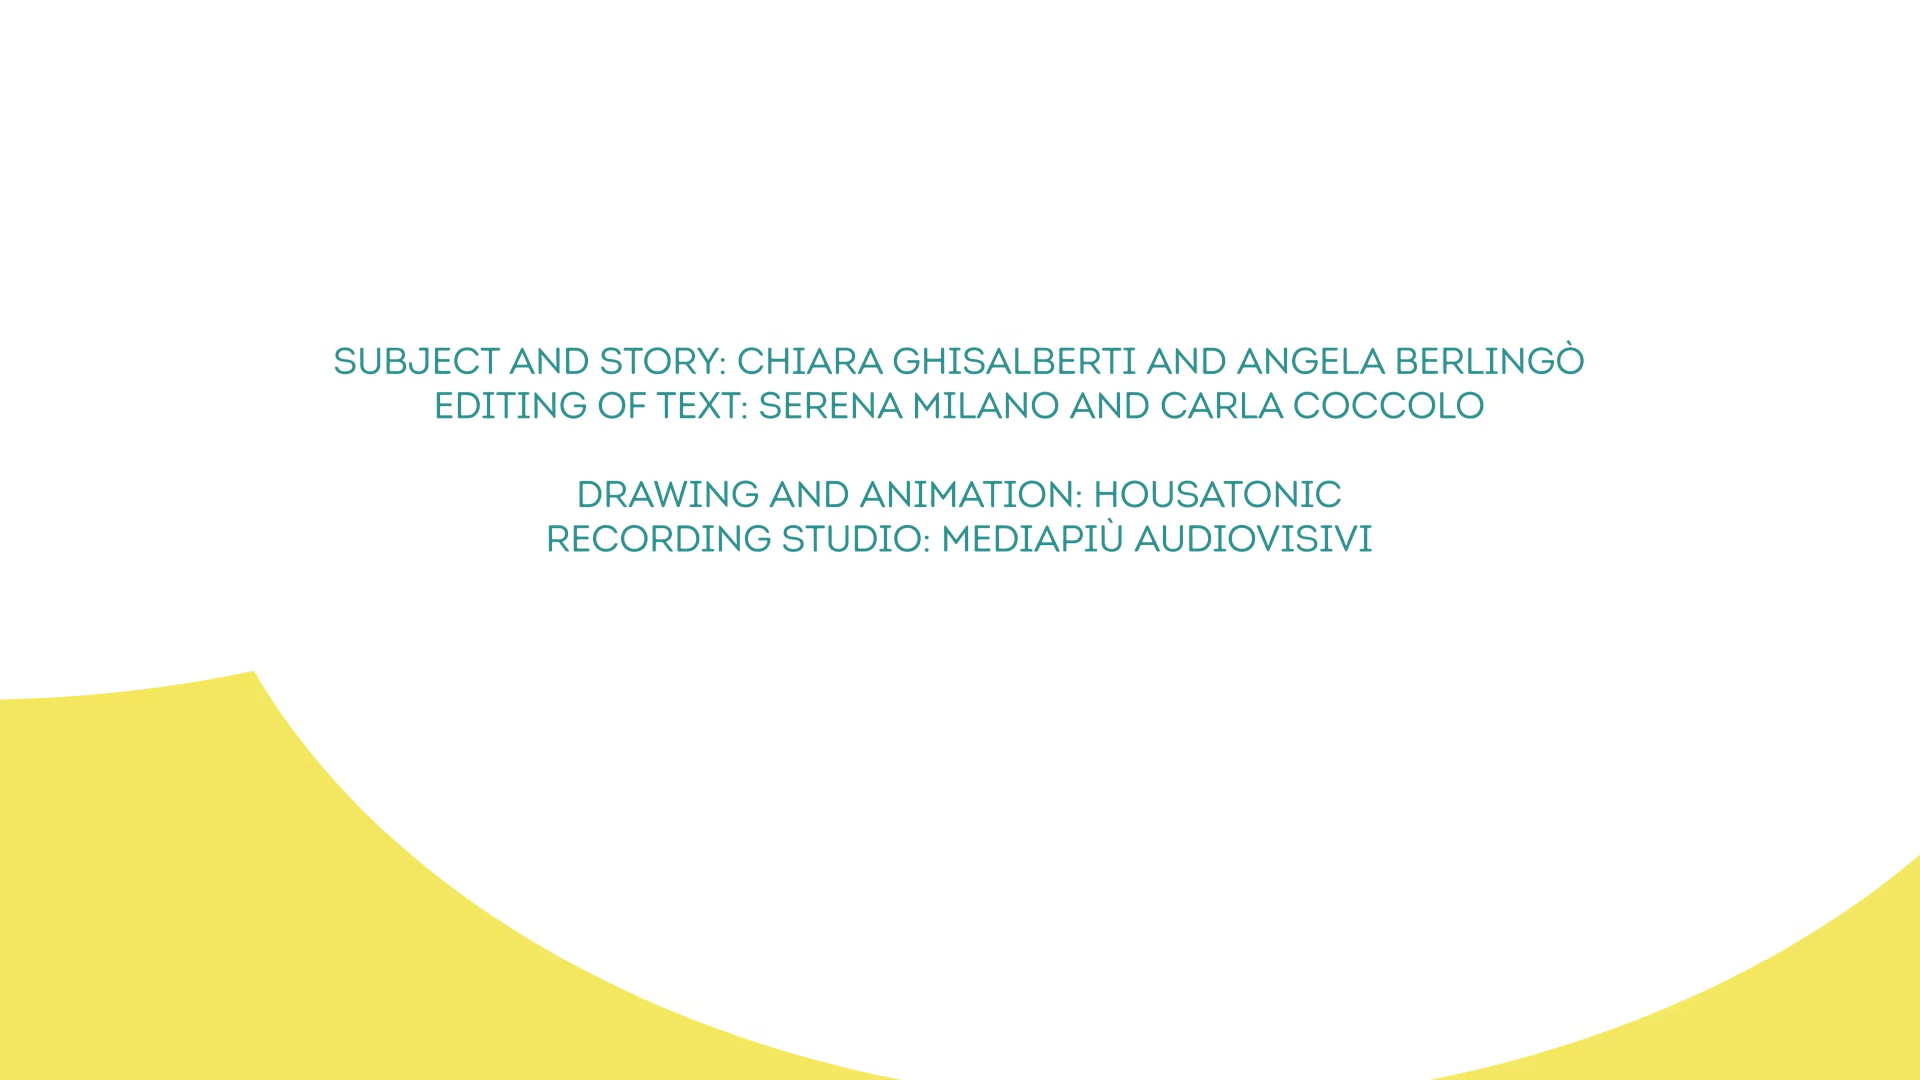 SUBJECT AND STORY: CHIARA GHISALBERTI AND ANGELA BERLINGÒ
EDITING OF TEXT: SERENA MILANO AND CARLA COCCOLO
DRAWING AND ANIMATION: HOUSATONIC
RECORDING STUDIO: MEDIAPIÙ AUDIOVISIVI